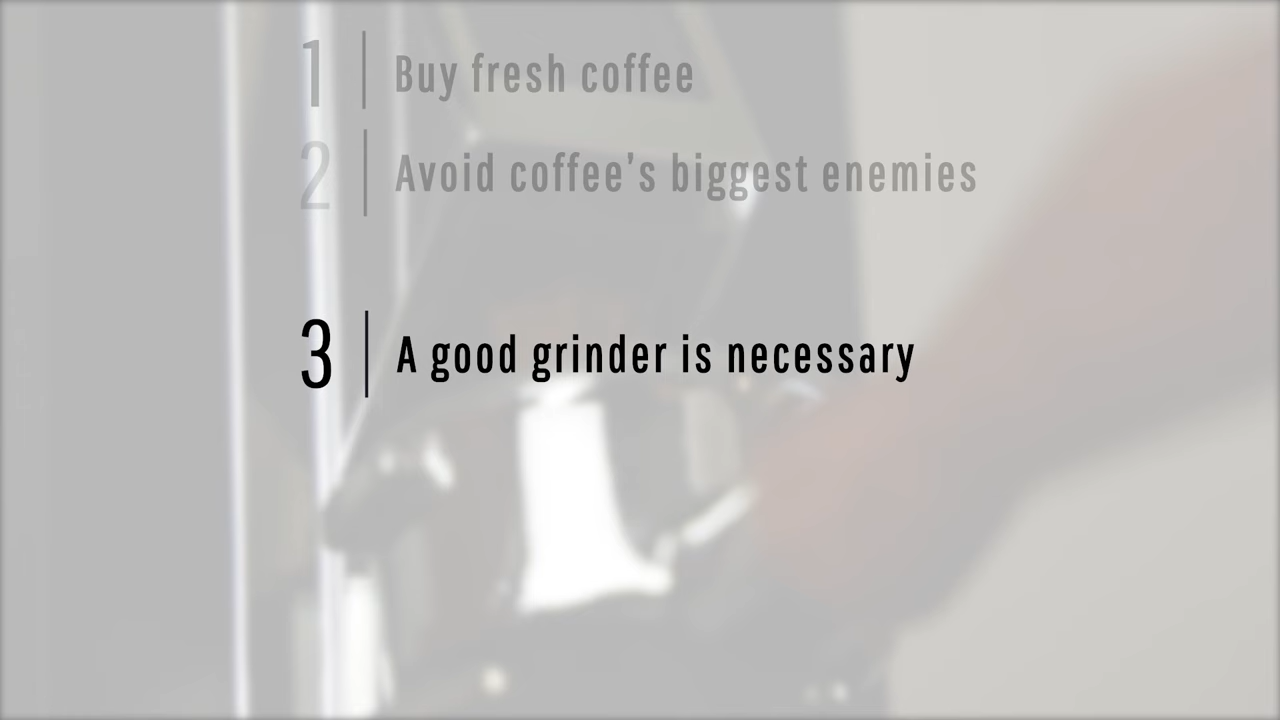 1 | Buy fresh coffee
2 | Avoid coffee's biggest enemies
3 | A good grinder is necessary